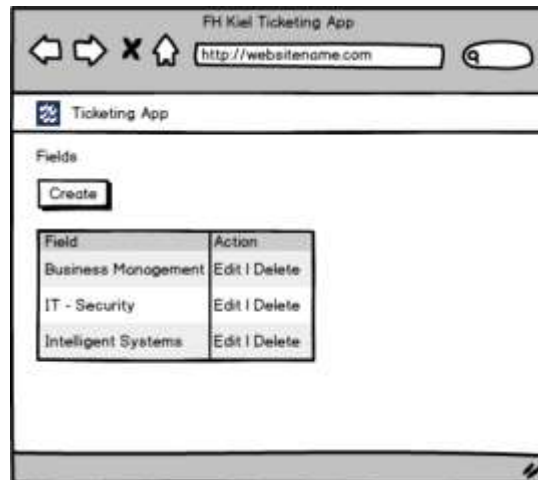 FH Kiel Ticketing App
http://websitename.com
Ticketing App
Fields
Create
Field Action
Business Management Edit | Delete
IT - Security Edit | Delete
Intelligent Systems Edit | Delete